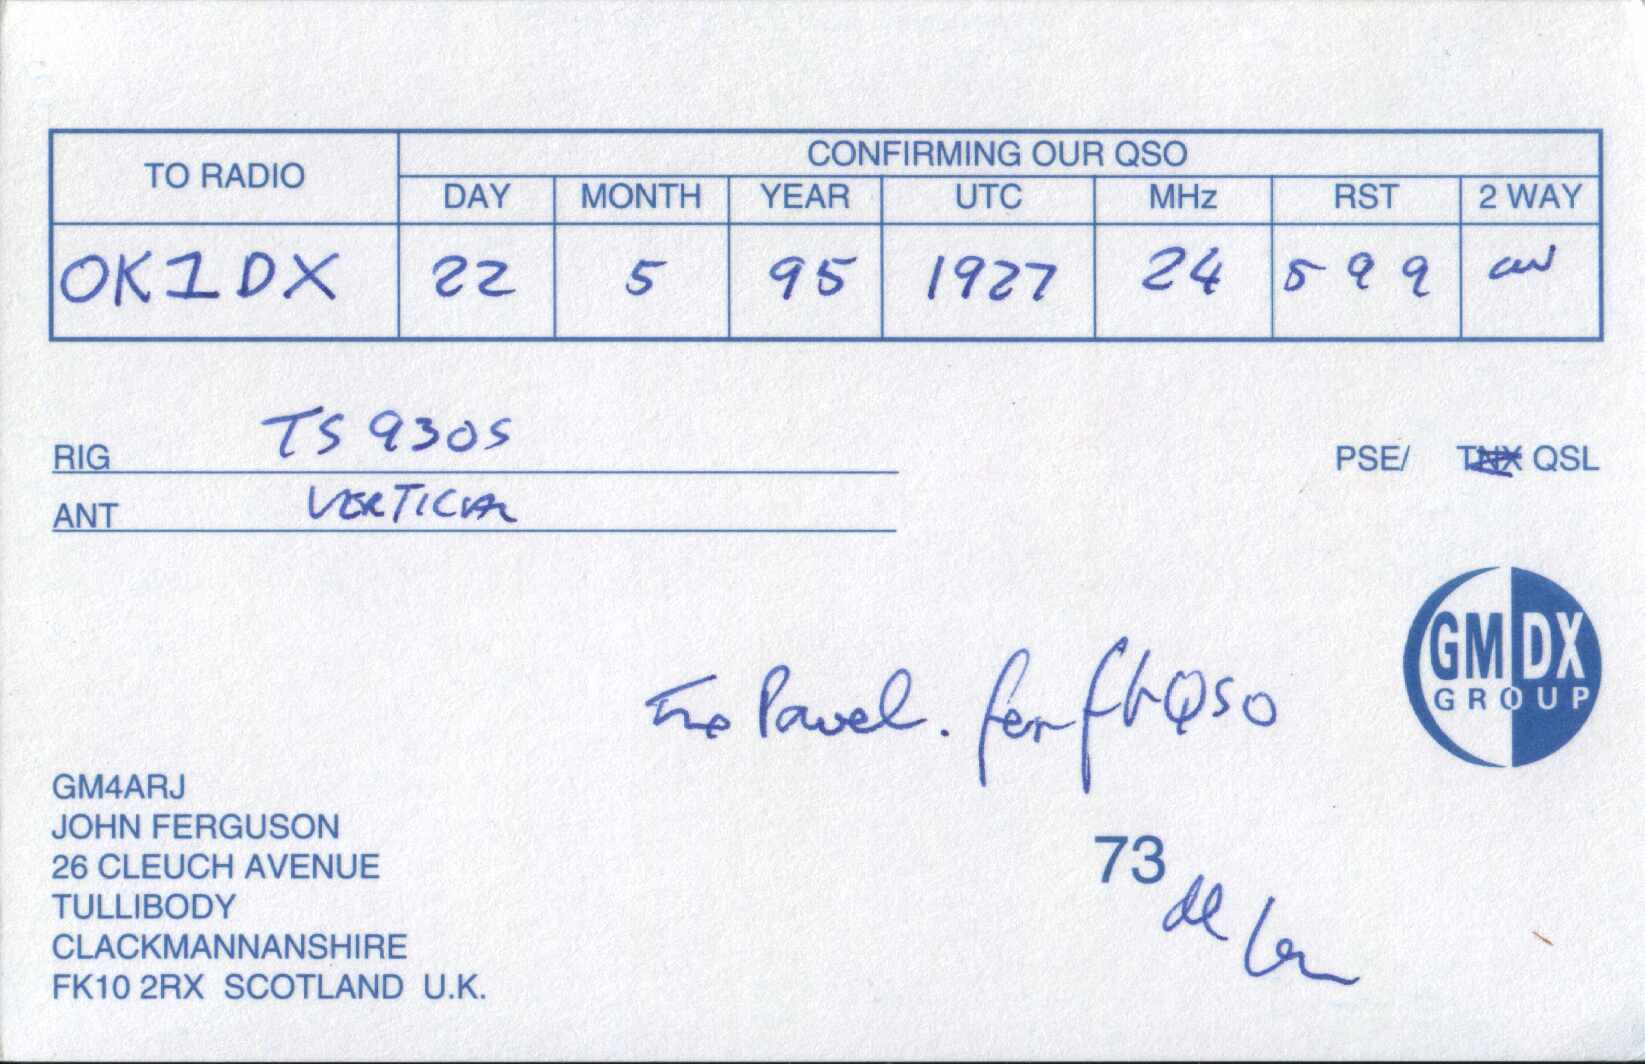 TO RADIO
CONFIRMING OUR QSO
DAY MONTH YEAR UTC MHz RST 2 WAY
OK1DX 22 5 95 1927 24 599 cw
RIG TS 930S
PSE/ TNX QSL
ANT VERTICAL
GMDX
GROUP
Tnx Pavel. for QSO
GM4ARJ
JOHN FERGUSON
26 CLEUCH AVENUE
TULLIBODY
CLACKMANNANSHIRE
FK10 2RX SCOTLAND U.K.
73
de